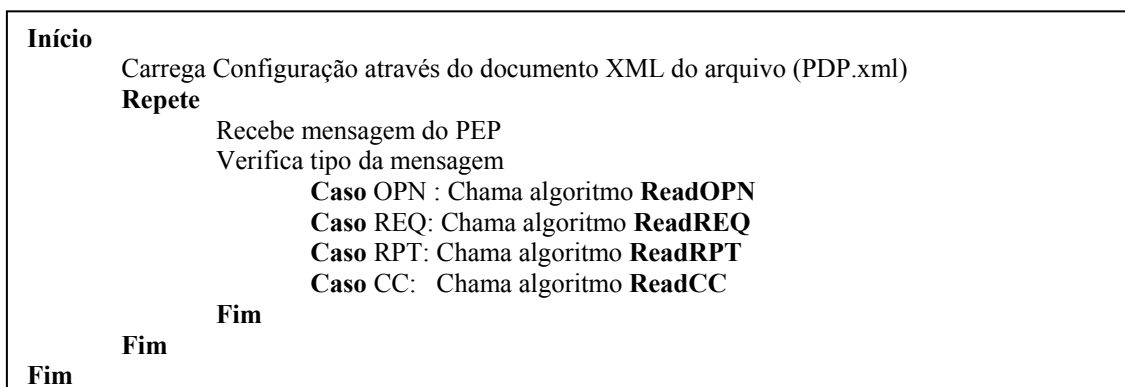 Início
Carrega Configuração através do documento XML do arquivo (PDP.xml)
Repete
Recebe mensagem do PEP
Verifica tipo da mensagem
Caso OPN : Chama algoritmo ReadOPN
Caso REQ: Chama algoritmo ReadREQ
Caso RPT: Chama algoritmo ReadRPT
Caso CC: Chama algoritmo ReadCC
Fim
Fim
Fim